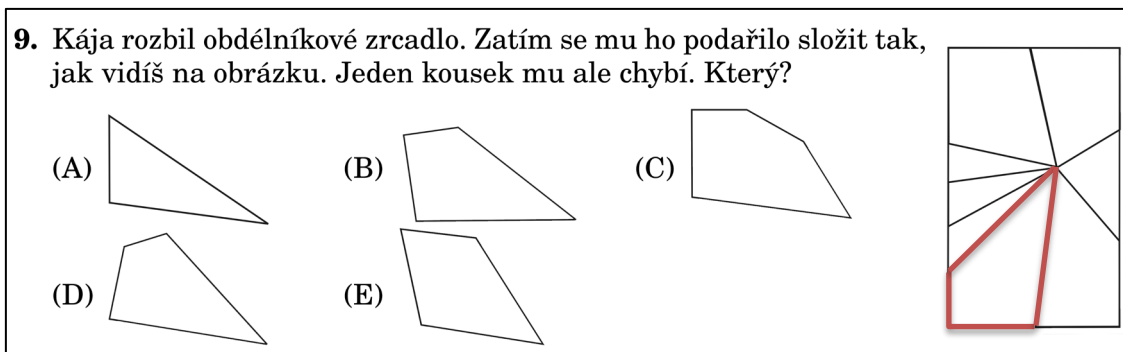 9. Kája rozbil obdélníkové zrcadlo. Zatím se mu ho podařilo složit tak,
jak vidíš na obrázku. Jeden kousek mu ale chybí. Který?
(A)
(B)
(C)
(D)
(E)